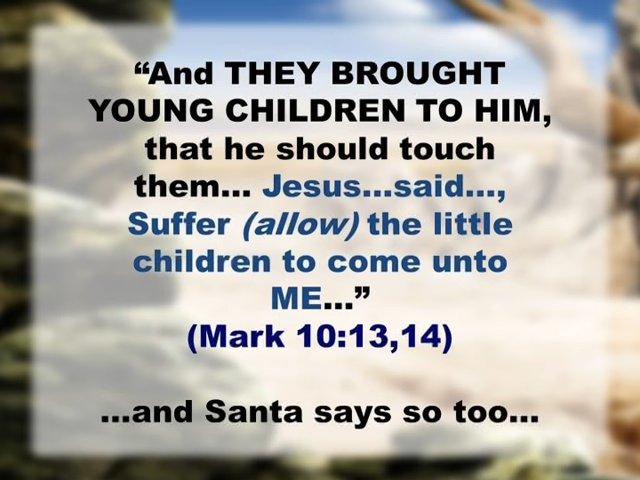 “And THEY BROUGHT
YOUNG CHILDREN TO HIM,
that he should touch
them... Jesus...said...,
Suffer (allow) the little
children to come unto
ME...”
(Mark 10:13,14)
...and Santa says so too...